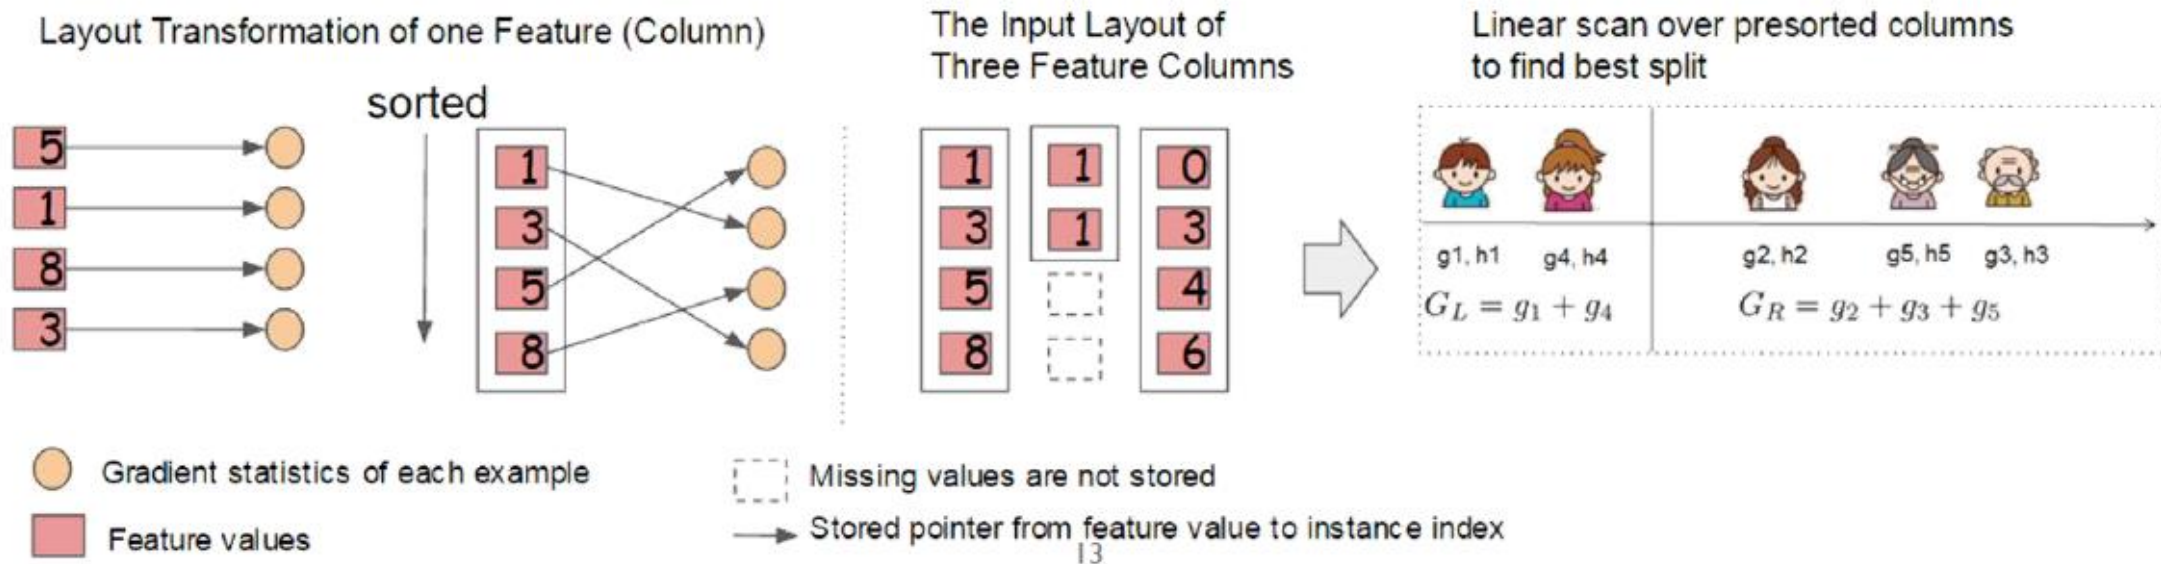 Layout Transformation of one Feature (Column)
sorted
5
1
8
3
1
3
5
8
The Input Layout of
Three Feature Columns
1 1 0
3 1 3
5 4
8 6
Linear scan over presorted columns
to find best split
g1, h1 g4, h4 g2, h2 g5, h5 g3, h3
G_L = g_1 + g_4 G_R = g_2 + g_3 + g_5
Gradient statistics of each example
Feature values
Missing values are not stored
Stored pointer from feature value to instance index
13